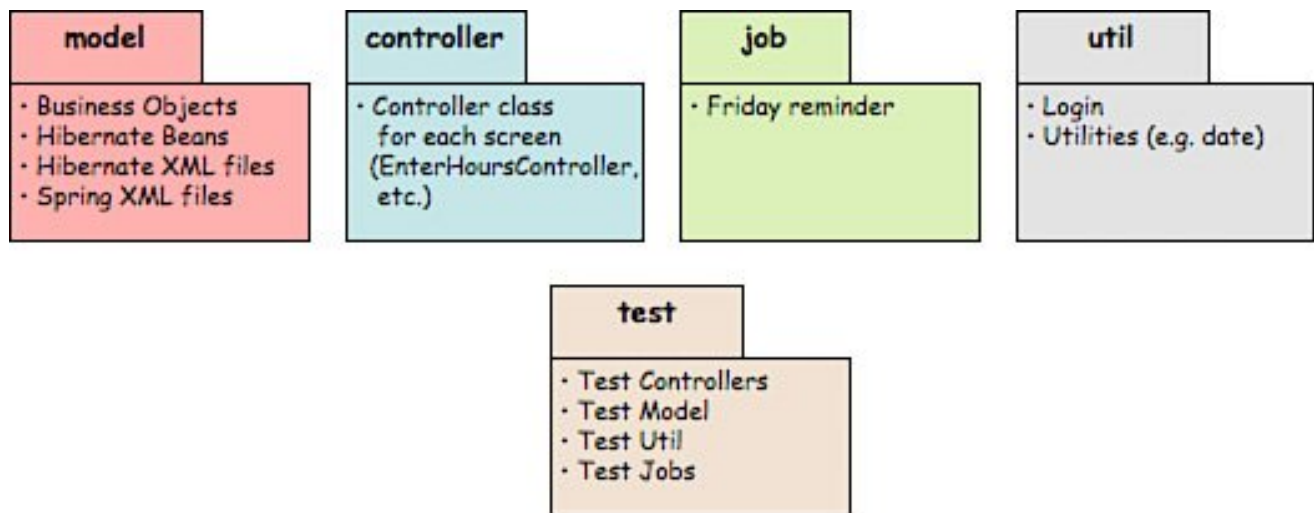 model
· Business Objects
· Hibernate Beans
· Hibernate XML files
· Spring XML files
controller
· Controller class
for each screen
(EnterHoursController,
etc.)
job
· Friday reminder
util
· Login
· Utilities (e.g. date)
test
· Test Controllers
· Test Model
· Test Util
· Test Jobs